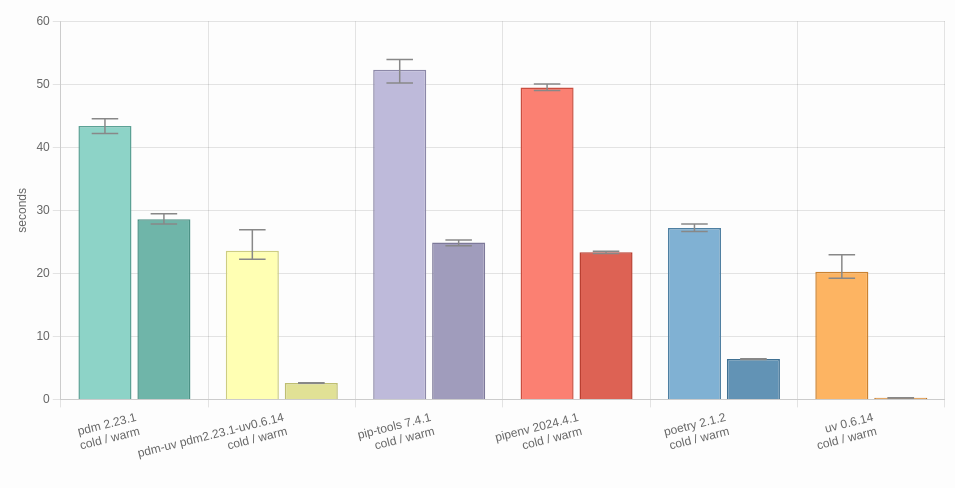 60
50
40
30
20
10
0
seconds
pdm 2.23.1
cold / warm
pdm-uv pdm2.23.1-uv0.6.14
cold / warm
pip-tools 7.4.1
cold / warm
pipenv 2024.4.1
cold / warm
poetry 2.1.2
cold / warm
uv 0.6.14
cold / warm